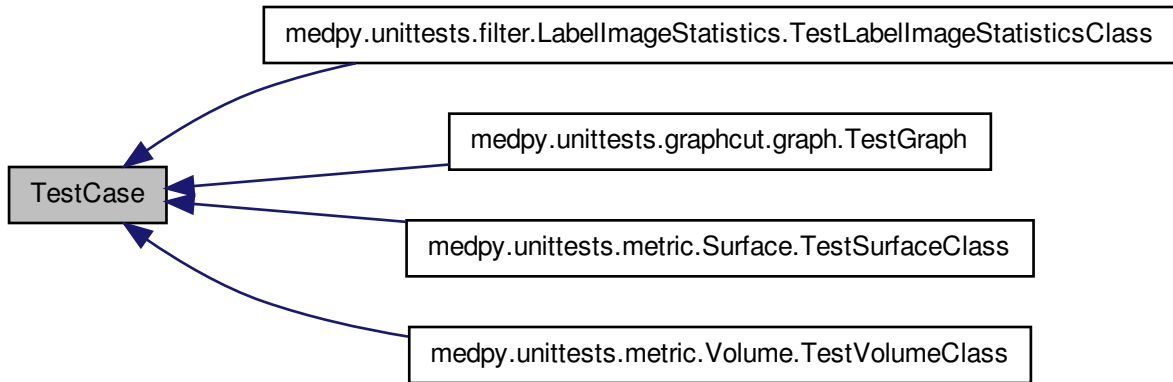 medpy.unittests.filter.LabelImageStatistics.TestLabelImageStatisticsClass
medpy.unittests.graphcut.graph.TestGraph
TestCase
medpy.unittests.metric.Surface.TestSurfaceClass
medpy.unittests.metric.Volume.TestVolumeClass